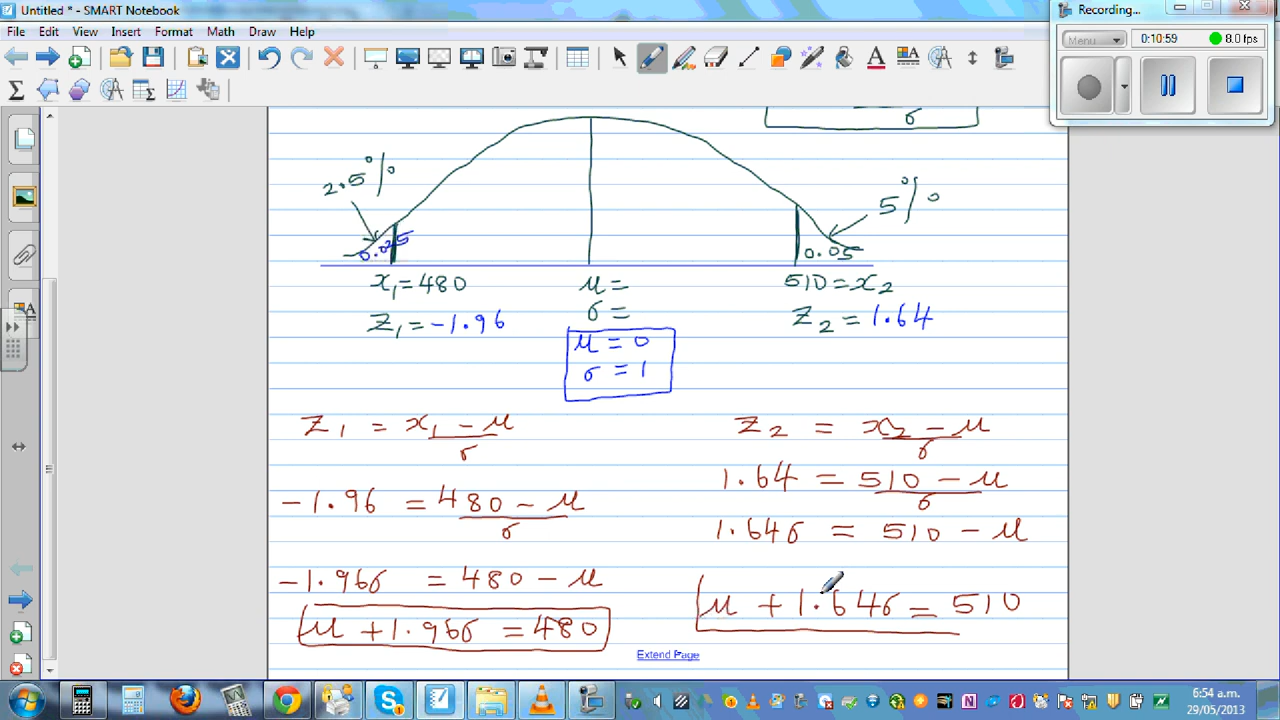 Untitled * - SMART Notebook
File Edit View Insert Format Math Draw Help
Recording...
Menu 0:10:59 8.0 fps
σ
2.5%
5%
0.025
0.05
x₁=480 μ= 510=x₂
σ=
Z₁=-1.96 Z₂=1.64
μ=0
σ=1
Z₁ = x₁-μ/σ
Z₂ = x₂-μ/σ
-1.96 = 480-μ/σ
1.64 = 510-μ/σ
1.64σ = 510-μ
-1.96σ = 480-μ
μ+1.64σ=510
μ+1.96σ=480
Extend Page
6:54 a.m.
29/05/2013